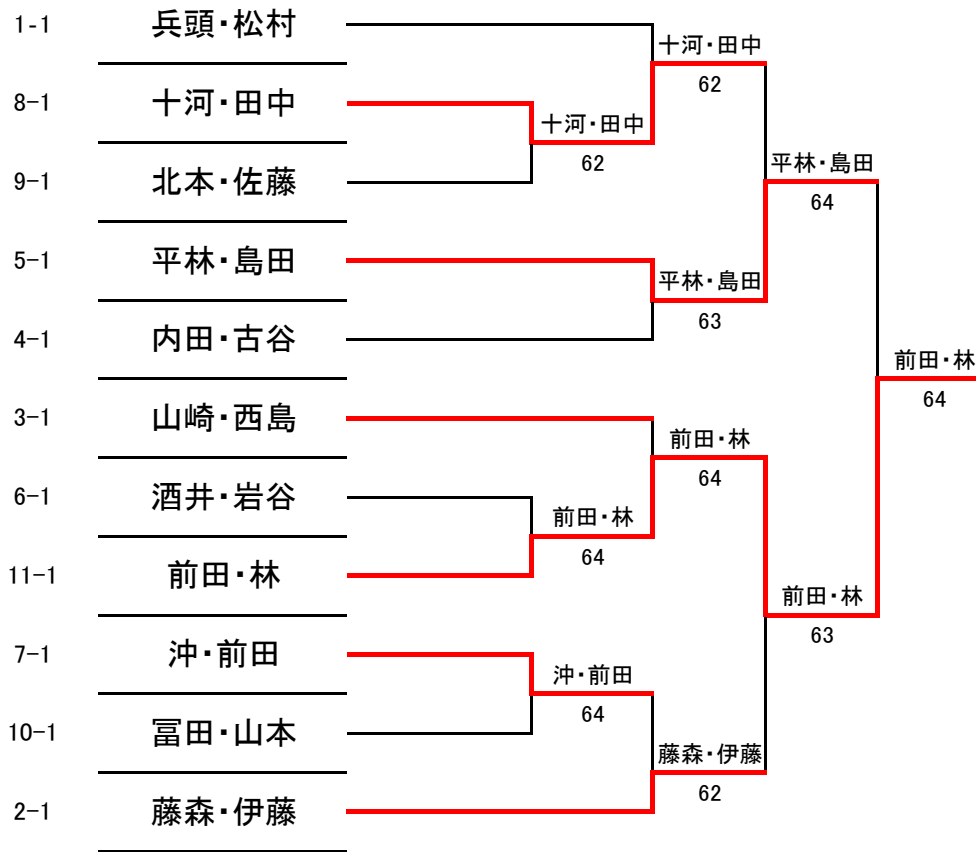 1-1 兵頭・松村
十河・田中
62
8-1 十河・田中
十河・田中
62
9-1 北本・佐藤
平林・島田
64
5-1 平林・島田
平林・島田
63
4-1 内田・古谷
前田・林
64
3-1 山崎・西島
前田・林
64
6-1 酒井・岩谷
前田・林
64
11-1 前田・林
前田・林
63
7-1 沖・前田
沖・前田
64
10-1 冨田・山本
藤森・伊藤
62
2-1 藤森・伊藤